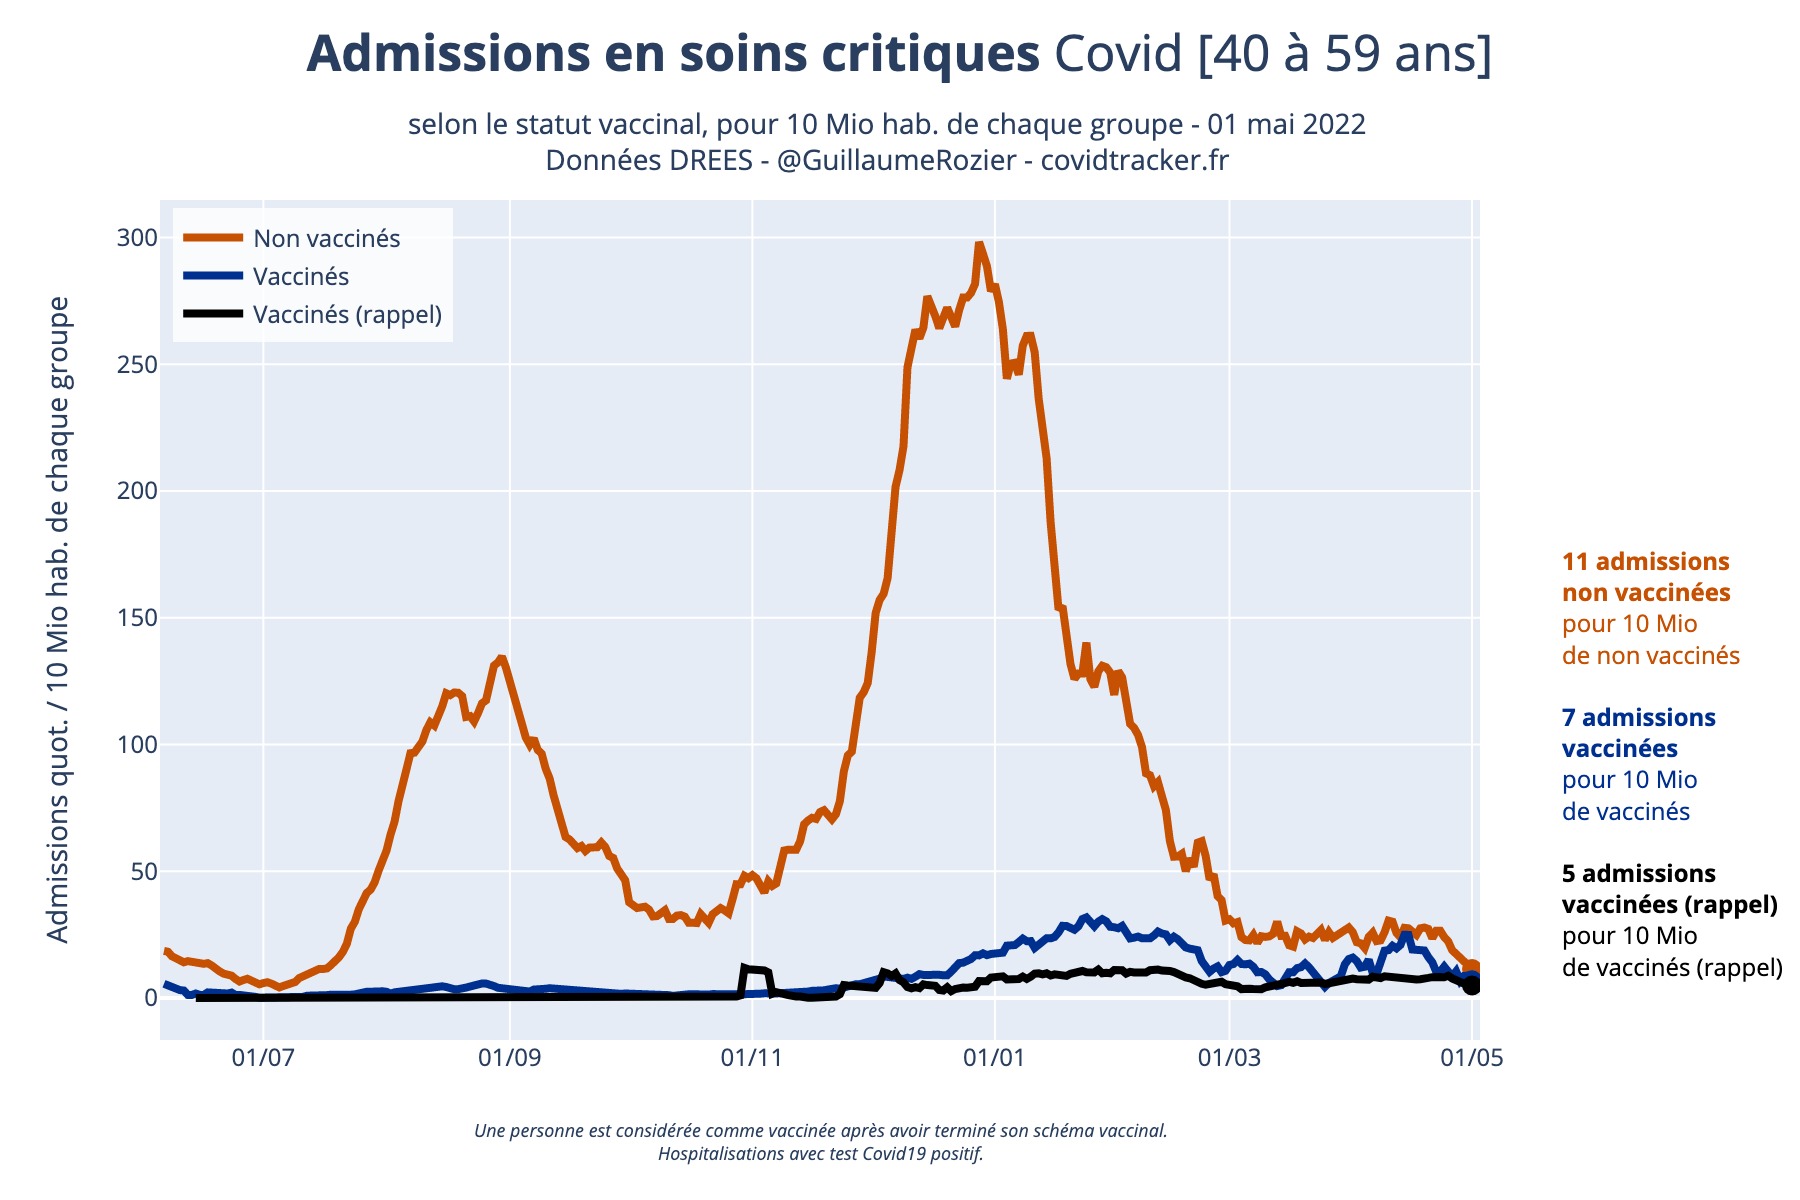 Admissions en soins critiques Covid [40 à 59 ans]
selon le statut vaccinal, pour 10 Mio hab. de chaque groupe - 01 mai 2022
Données DREES - @GuillaumeRozier - covidtracker.fr
Non vaccinés
Vaccinés
Vaccinés (rappel)
Admissions quot. / 10 Mio hab. de chaque groupe
300
250
200
150
100
50
0
01/07
01/09
01/11
01/01
01/03
01/05
11 admissions
non vaccinées
pour 10 Mio
de non vaccinés
7 admissions
vaccinées
pour 10 Mio
de vaccinés
5 admissions
vaccinées (rappel)
pour 10 Mio
de vaccinés (rappel)
Une personne est considérée comme vaccinée après avoir terminé son schéma vaccinal.
Hospitalisations avec test Covid19 positif.